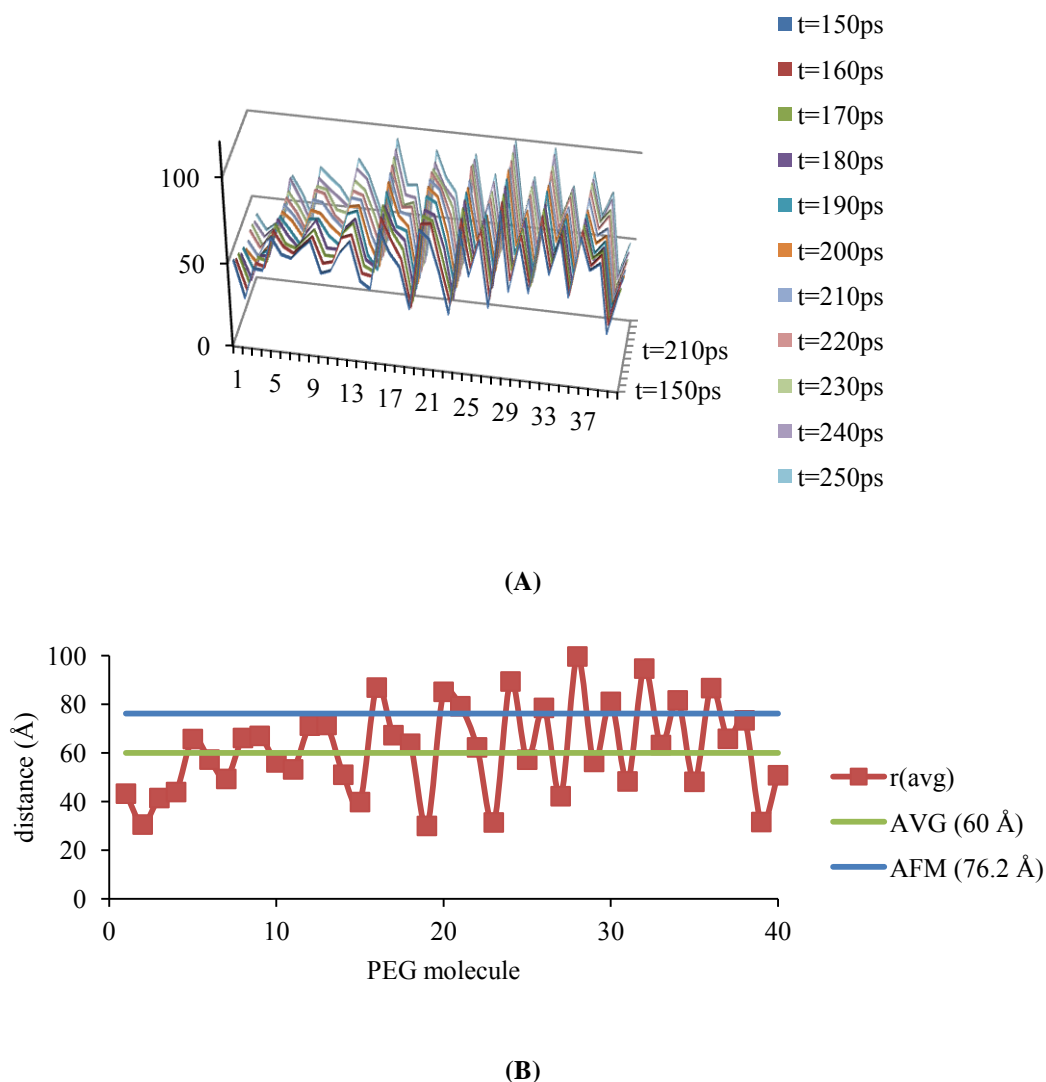 t=150ps
t=160ps
t=170ps
t=180ps
t=190ps
t=200ps
t=210ps
t=220ps
t=230ps
t=240ps
t=250ps
100
50
0
1 5 9 13 17 21 25 29 33 37
t=210ps
t=150ps
(A)
100
80
60
40
20
0
distance (Å)
0 10 20 30 40
PEG molecule
r(avg)
AVG (60 Å)
AFM (76.2 Å)
(B)